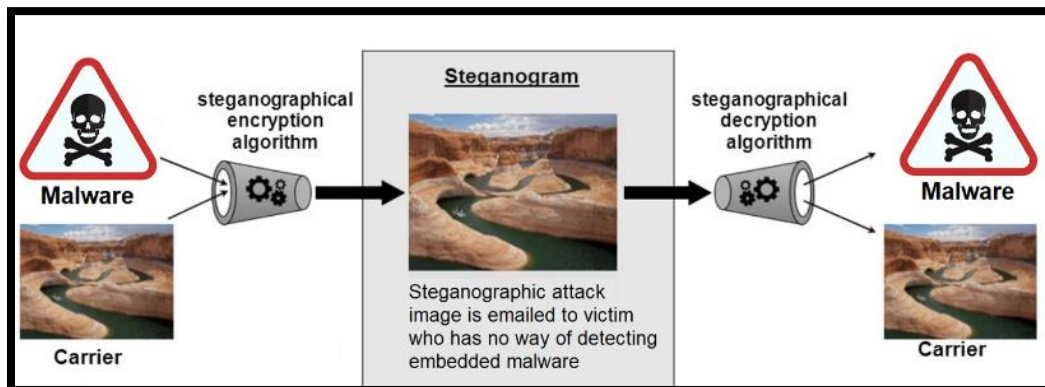 Malware
Carrier
steganographical
encryption
algorithm
Steganogram
Steganographic attack
image is emailed to victim
who has no way of detecting
embedded malware
steganographical
decryption
algorithm
Malware
Carrier